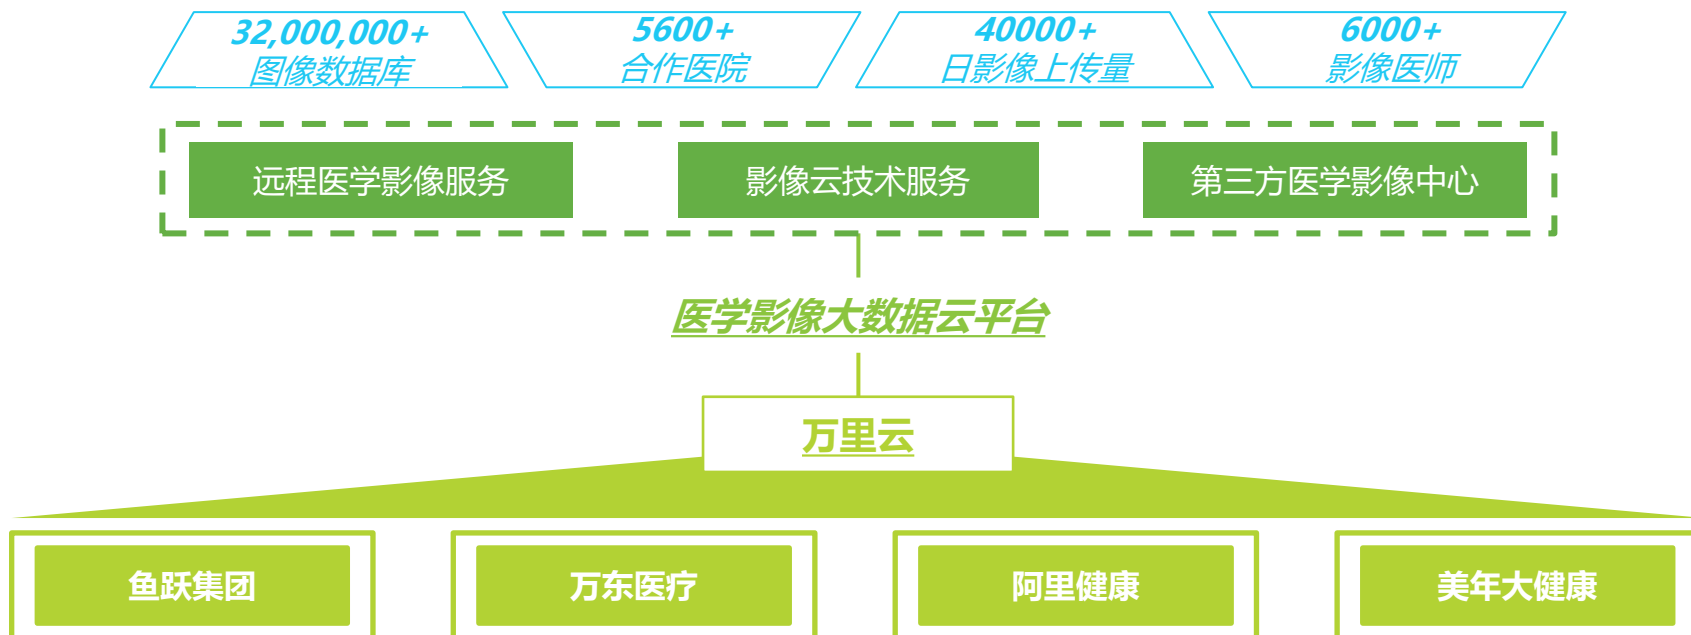 32,000,000+
图像数据库
5600+
合作医院
40000+
日影像上传量
6000+
影像医师
远程医学影像服务
影像云技术服务
第三方医学影像中心
医学影像大数据云平台
万里云
鱼跃集团
万东医疗
阿里健康
美年大健康